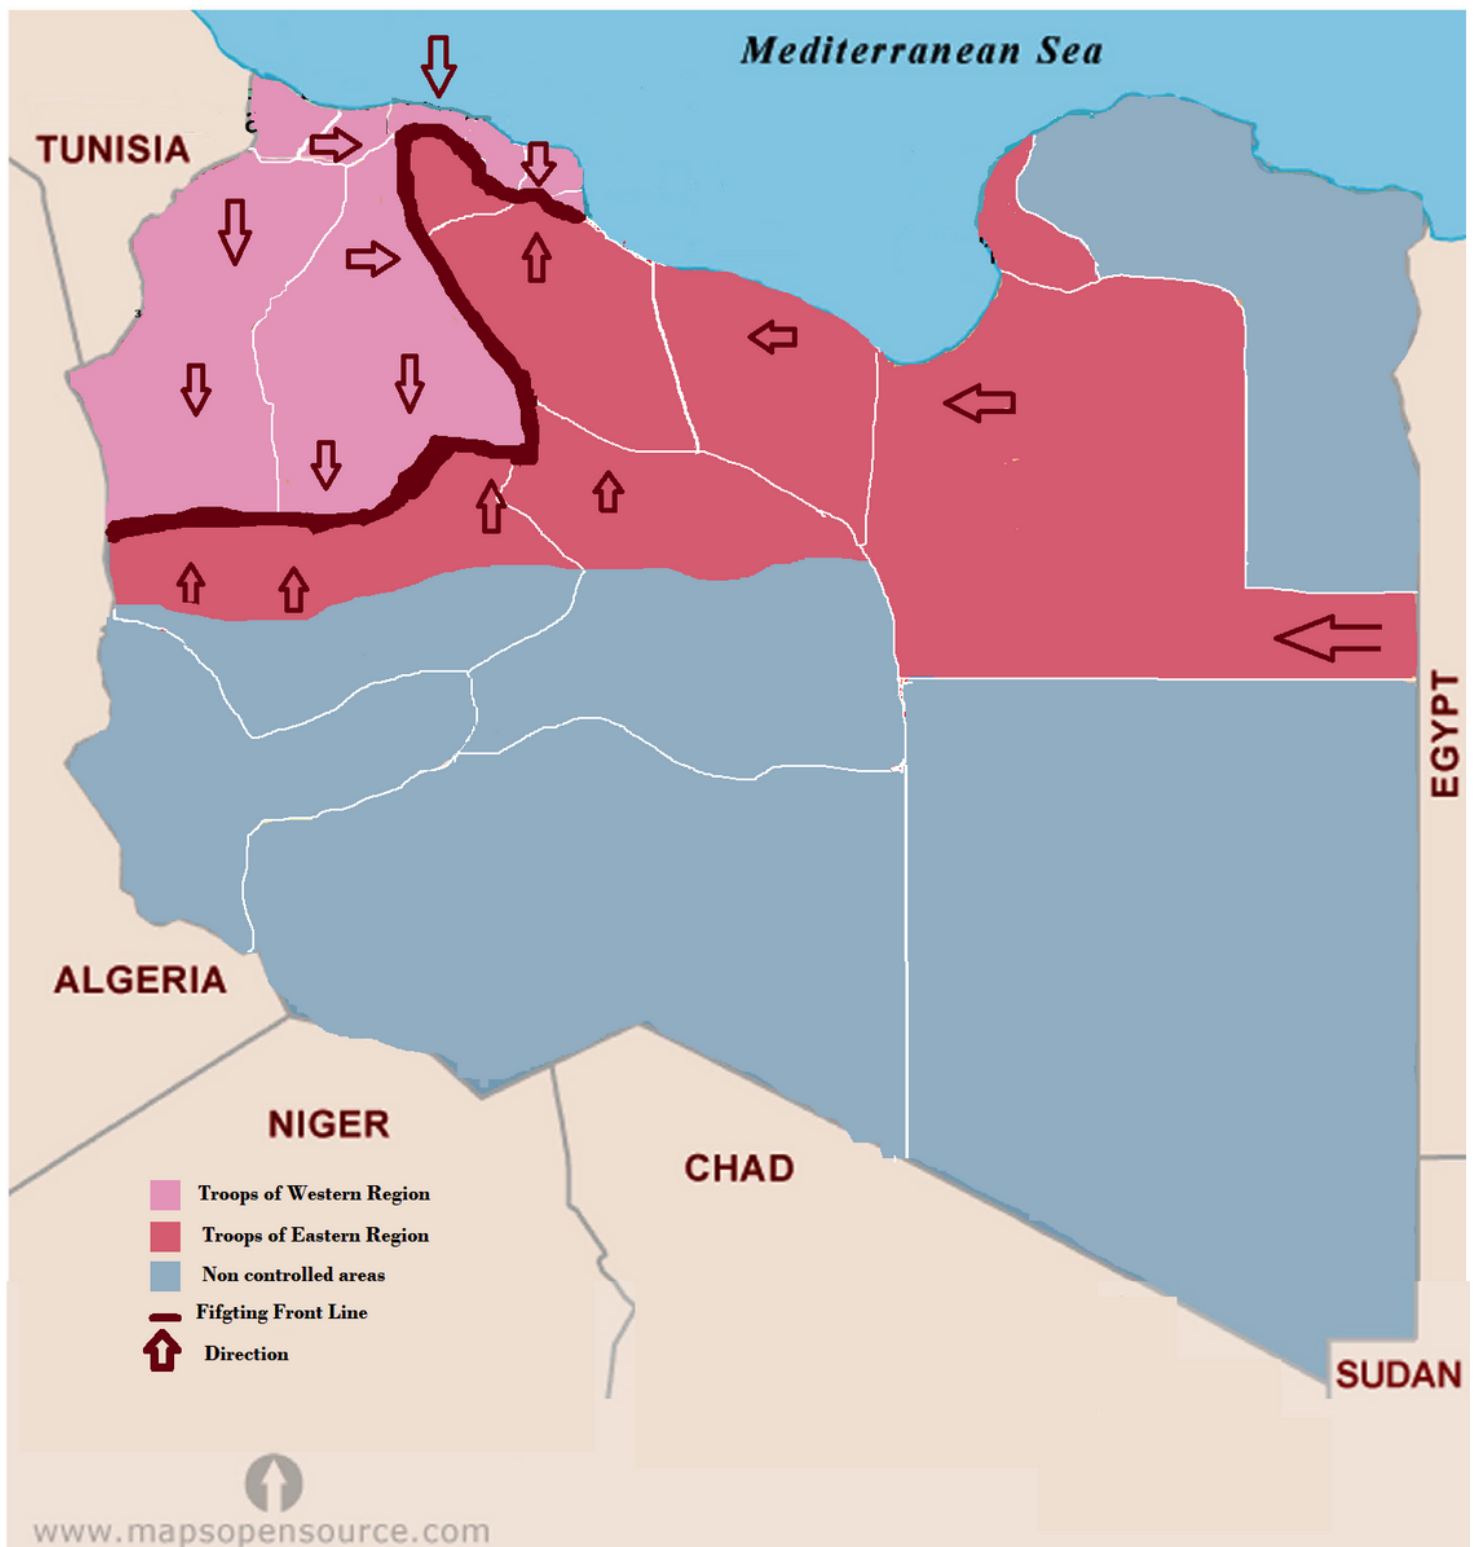 Mediterranean Sea
TUNISIA
EGYPT
ALGERIA
NIGER
CHAD
Troops of Western Region
Troops of Eastern Region
Non controlled areas
Fifgting Front Line
Direction
SUDAN
www.mapsopensource.com